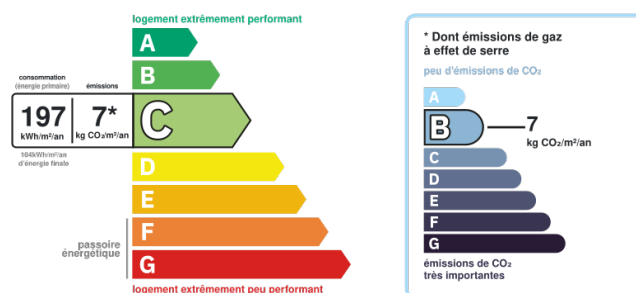 logement extrêmement performant
A
B
consommation
(énergie primaire)
émissions
197
kWh/m²/an
7*
kg CO₂/m²/an
C
104kWh/m²/an
d'énergie finale
D
E
F
G
passoire
énergétique
logement extrêmement peu performant
* Dont émissions de gaz
à effet de serre
peu d'émissions de CO₂
A
B
7
kg CO₂/m²/an
C
D
E
F
G
émissions de CO₂
très importantes